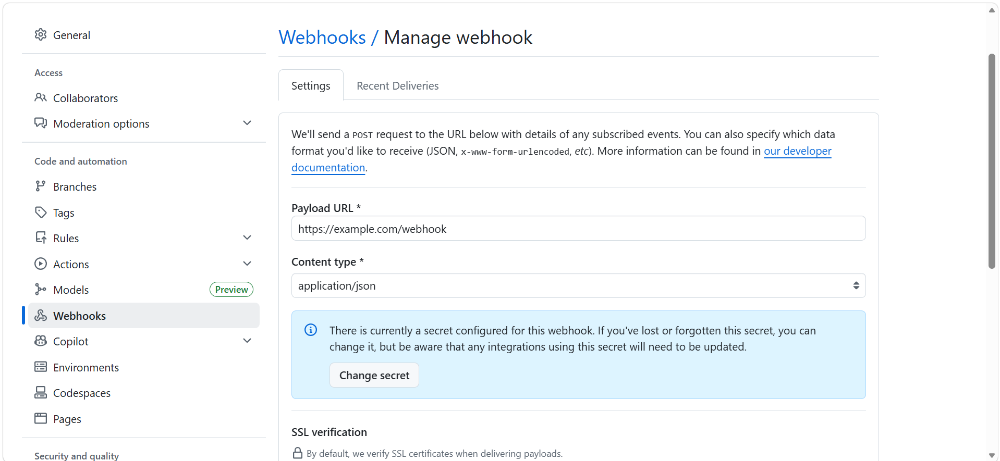 General
Access
Collaborators
Moderation options
Code and automation
Branches
Tags
Rules
Actions
Models Preview
Webhooks
Copilot
Environments
Codespaces
Pages
Security and quality
Webhooks / Manage webhook
Settings Recent Deliveries
We'll send a POST request to the URL below with details of any subscribed events. You can also specify which data
format you'd like to receive (JSON, x-www-form-urlencoded, etc). More information can be found in our developer
documentation.
Payload URL *
https://example.com/webhook
Content type *
application/json
There is currently a secret configured for this webhook. If you've lost or forgotten this secret, you can
change it, but be aware that any integrations using this secret will need to be updated.
Change secret
SSL verification
By default, we verify SSL certificates when delivering payloads.